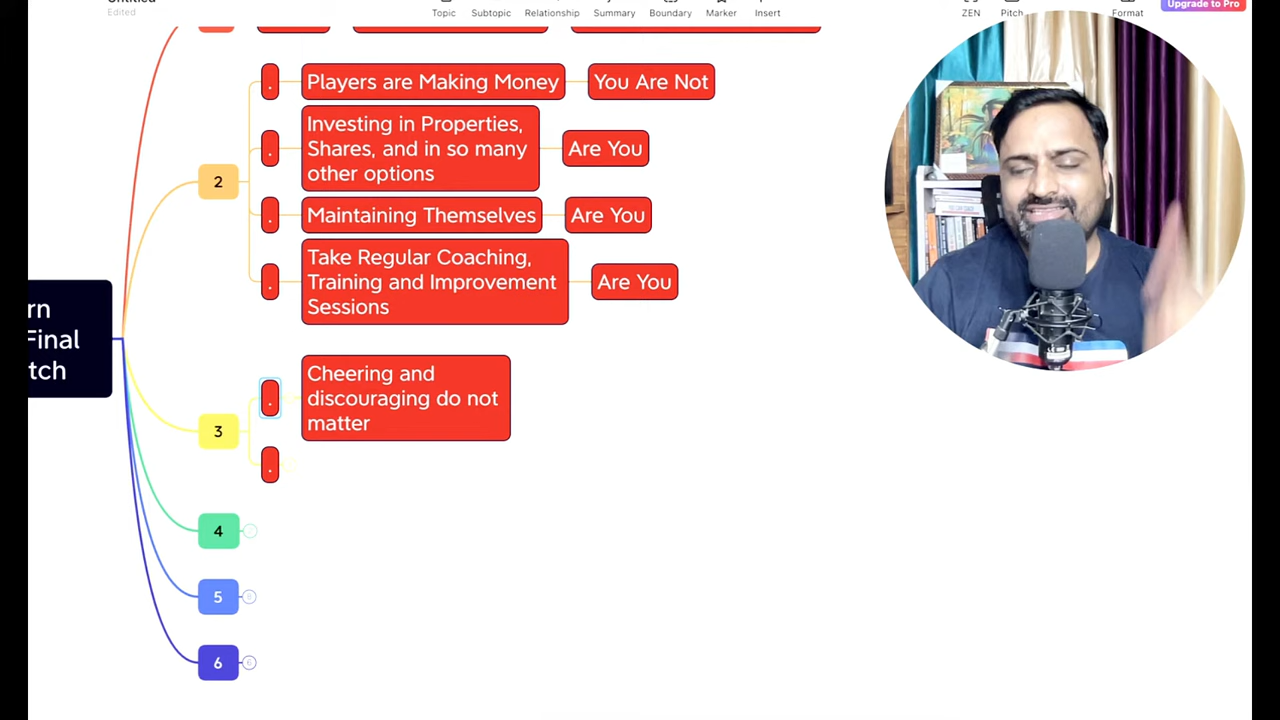 Untitled
Edited
Topic
Subtopic
Relationship
Summary
Boundary
Marker
Insert
ZEN
Pitch
Format
Upgrade to Pro
rn
Final
tch
2
.
Players are Making Money
You Are Not
.
Investing in Properties,
Shares, and in so many
other options
Are You
.
Maintaining Themselves
Are You
.
Take Regular Coaching,
Training and Improvement
Sessions
Are You
3
.
Cheering and
discouraging do not
matter
.
4
5
6